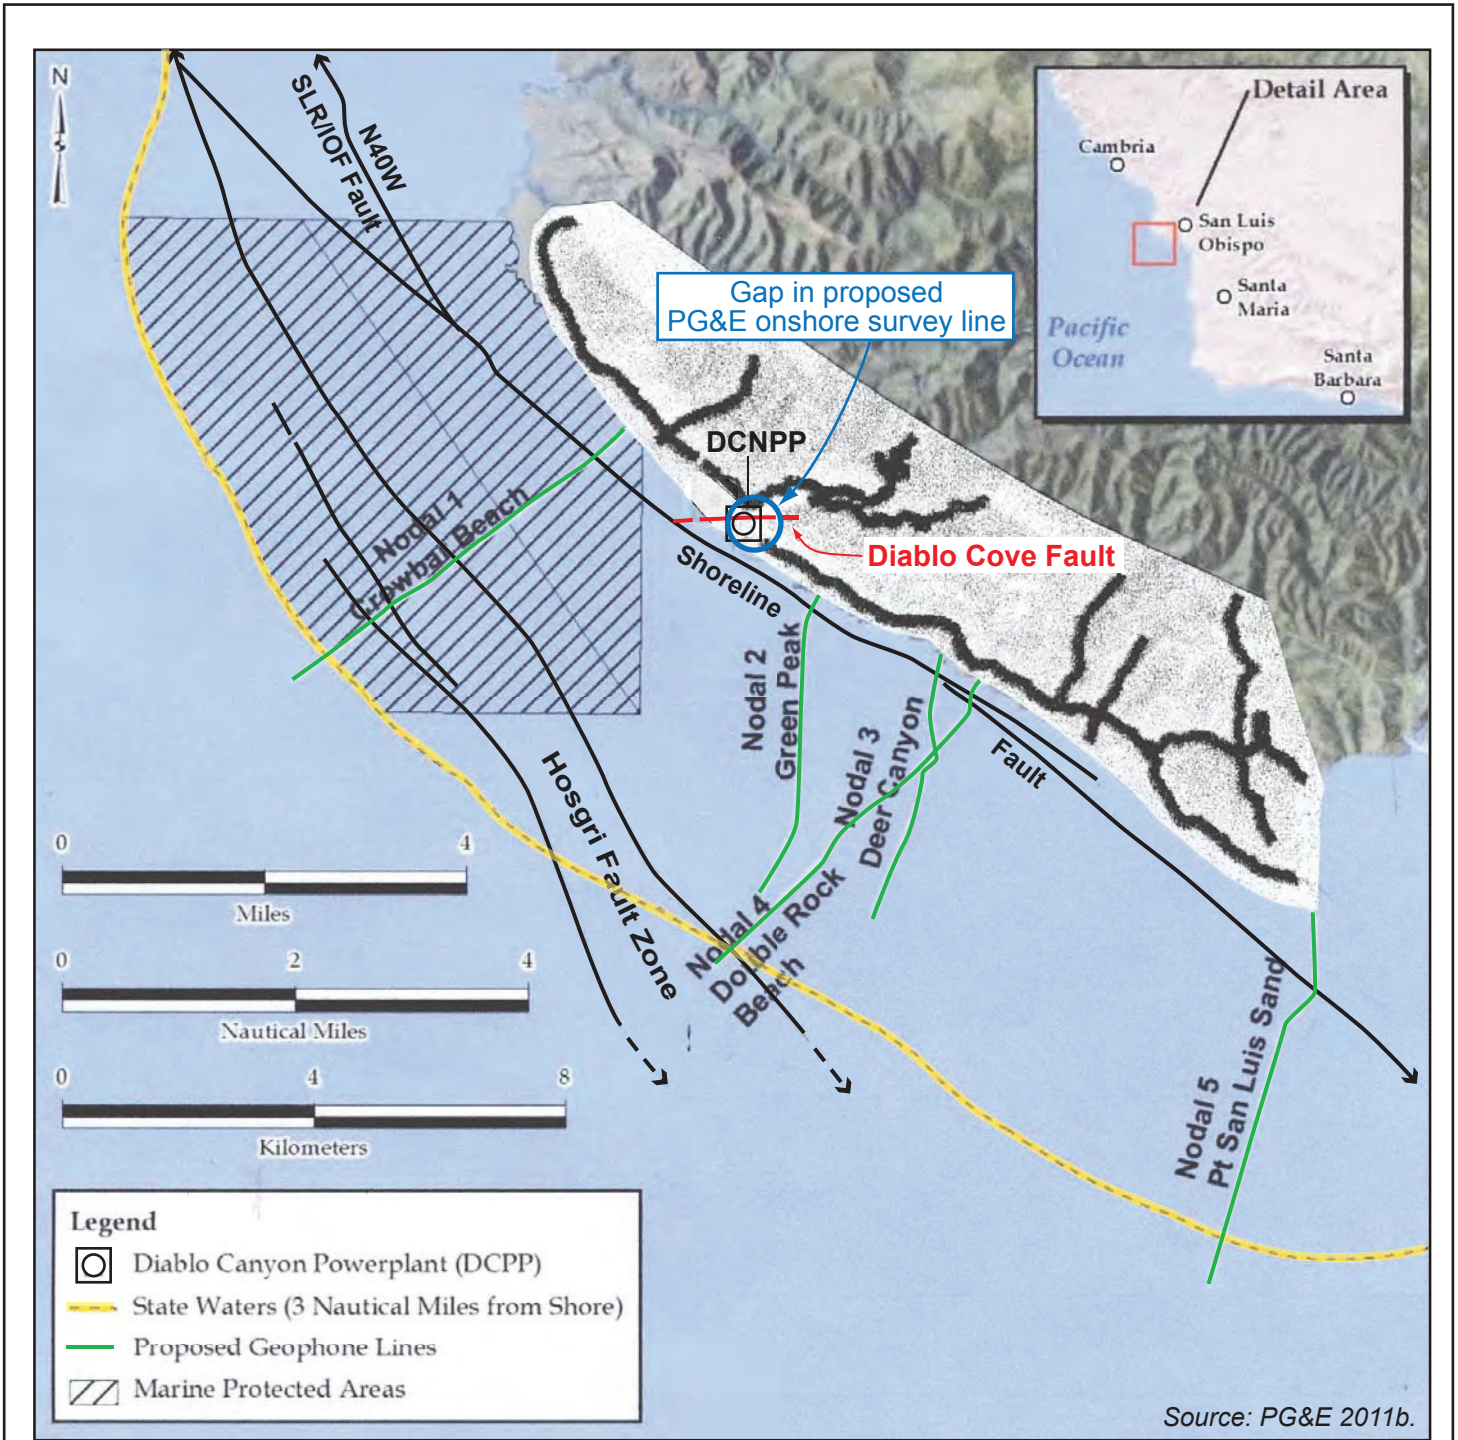 N
SLR/IOF Fault
N40W
Detail Area
Cambria
San Luis
Obispo
Santa
Maria
Pacific
Ocean
Santa
Barbara
Gap in proposed
PG&E onshore survey line
DCNPP
Diablo Cove Fault
Nodal 1
Crowbar Beach
Shoreline
Fault
Nodal 2
Green Peak
Nodal 3
Deer Canyon
Hosgri Fault Zone
Nodal 4
Double Rock
Beach
Nodal 5
Pt San Luis Sand
0 4
Miles
0 2 4
Nautical Miles
0 4 8
Kilometers
Legend
Diablo Canyon Powerplant (DCPP)
State Waters (3 Nautical Miles from Shore)
Proposed Geophone Lines
Marine Protected Areas
Source: PG&E 2011b.